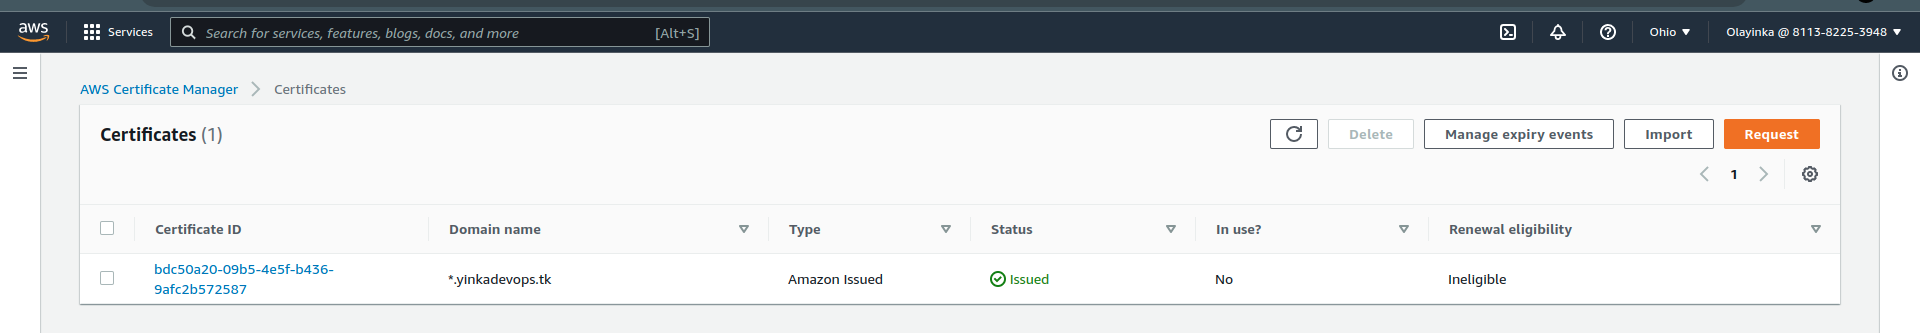 aws Services Search for services, features, blogs, docs, and more [Alt+S] Ohio Olayinka @ 8113-8225-3948
AWS Certificate Manager Certificates
Certificates (1) Delete Manage expiry events Import Request
1
Certificate ID Domain name Type Status In use? Renewal eligibility
bdc50a20-09b5-4e5f-b436-
9afc2b572587 *.yinkadevops.tk Amazon Issued Issued No Ineligible